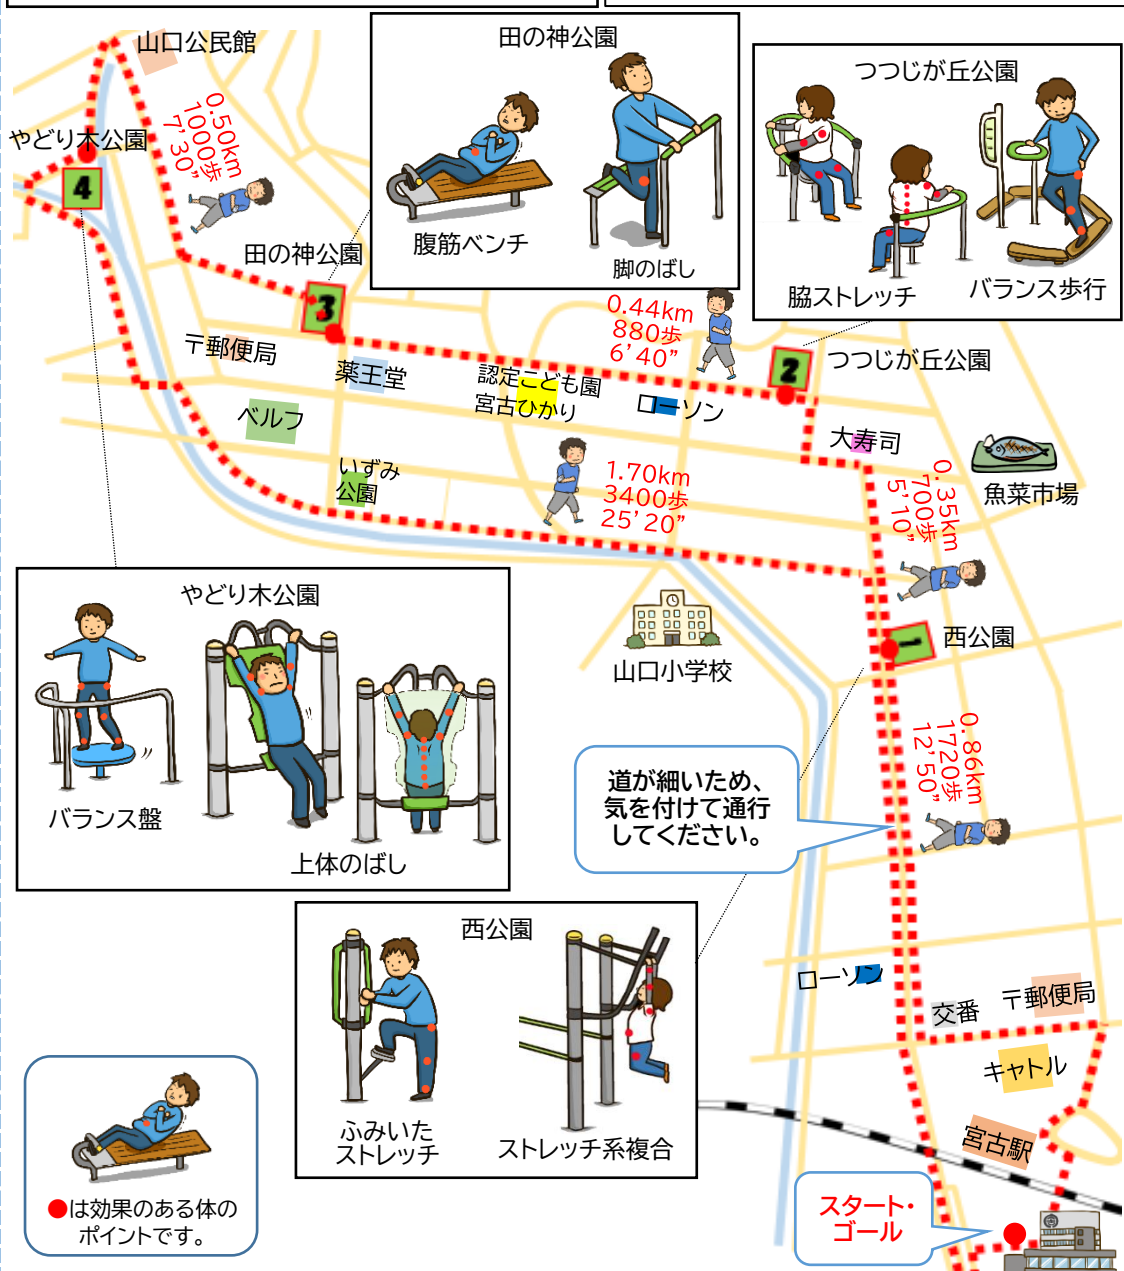 山口公民館
やどり木公園
4
0.50km
1000歩
7’30”
田の神公園
腹筋ベンチ
脚のばし
つつじが丘公園
脇ストレッチ
バランス歩行
田の神公園
3
0.44km
880歩
6’40”
2
つつじが丘公園
〒郵便局
薬王堂
認定こども園
宮古ひかり
ローソン
ベルフ
大寿司
魚菜市場
いずみ
公園
1.70km
3400歩
25’20”
0.35km
700歩
5’10”
山口小学校
1
西公園
やどり木公園
バランス盤
上体のばし
0.86km
1720歩
12’50”
道が細いため、
気を付けて通行
してください。
西公園
ふみいた
ストレッチ
ストレッチ系複合
ローソン
交番
〒郵便局
キャトル
宮古駅
スタート・
ゴール
●は効果のある体の
ポイントです。